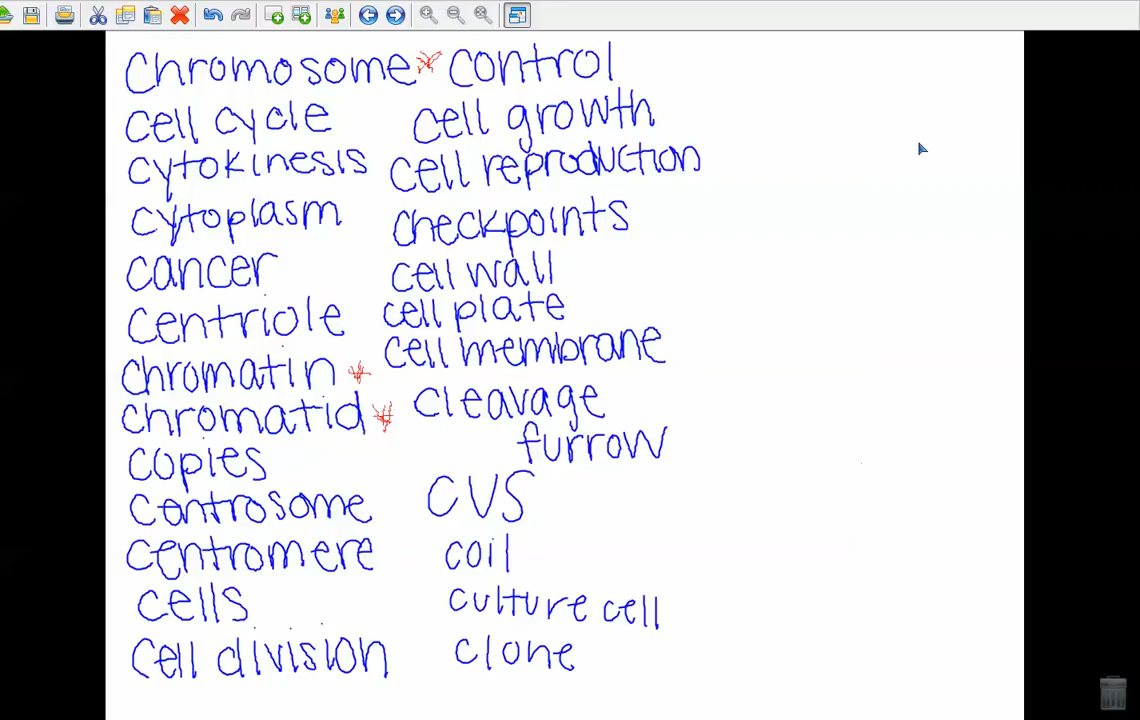 Chromosome control
cell cycle cell growth
cytokinesis cell reproduction
cytoplasm checkpoints
cancer cell wall
centriole cell plate
chromatin cell membrane
chromatid cleavage
furrow
copies
CVS
centrosome
centromere coil
cells culture cell
cell division clone